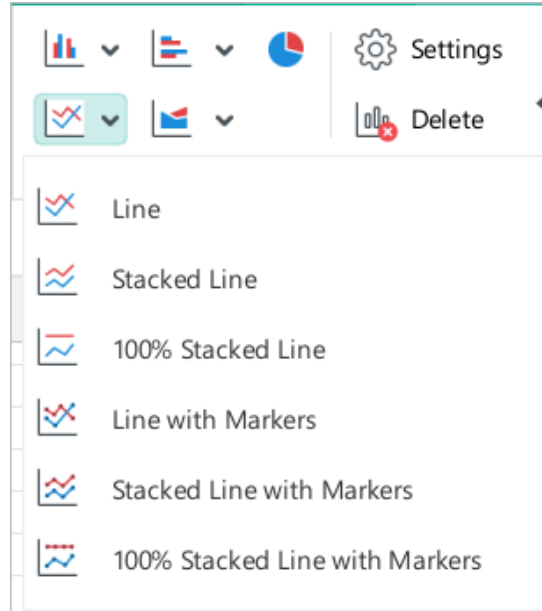 Settings
Delete
Line
Stacked Line
100% Stacked Line
Line with Markers
Stacked Line with Markers
100% Stacked Line with Markers